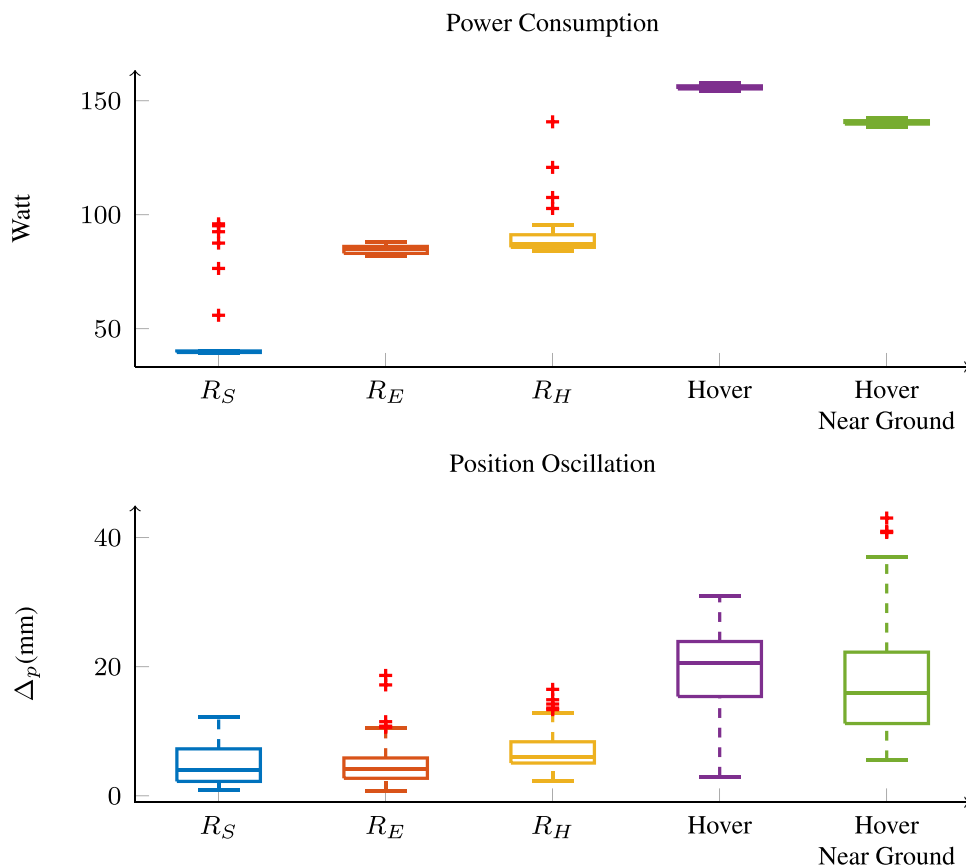 Power Consumption
150
100
50
Watt
R_S
R_E
R_H
Hover
Hover
Near Ground
Position Oscillation
40
20
0
Δ_p(mm)
R_S
R_E
R_H
Hover
Hover
Near Ground